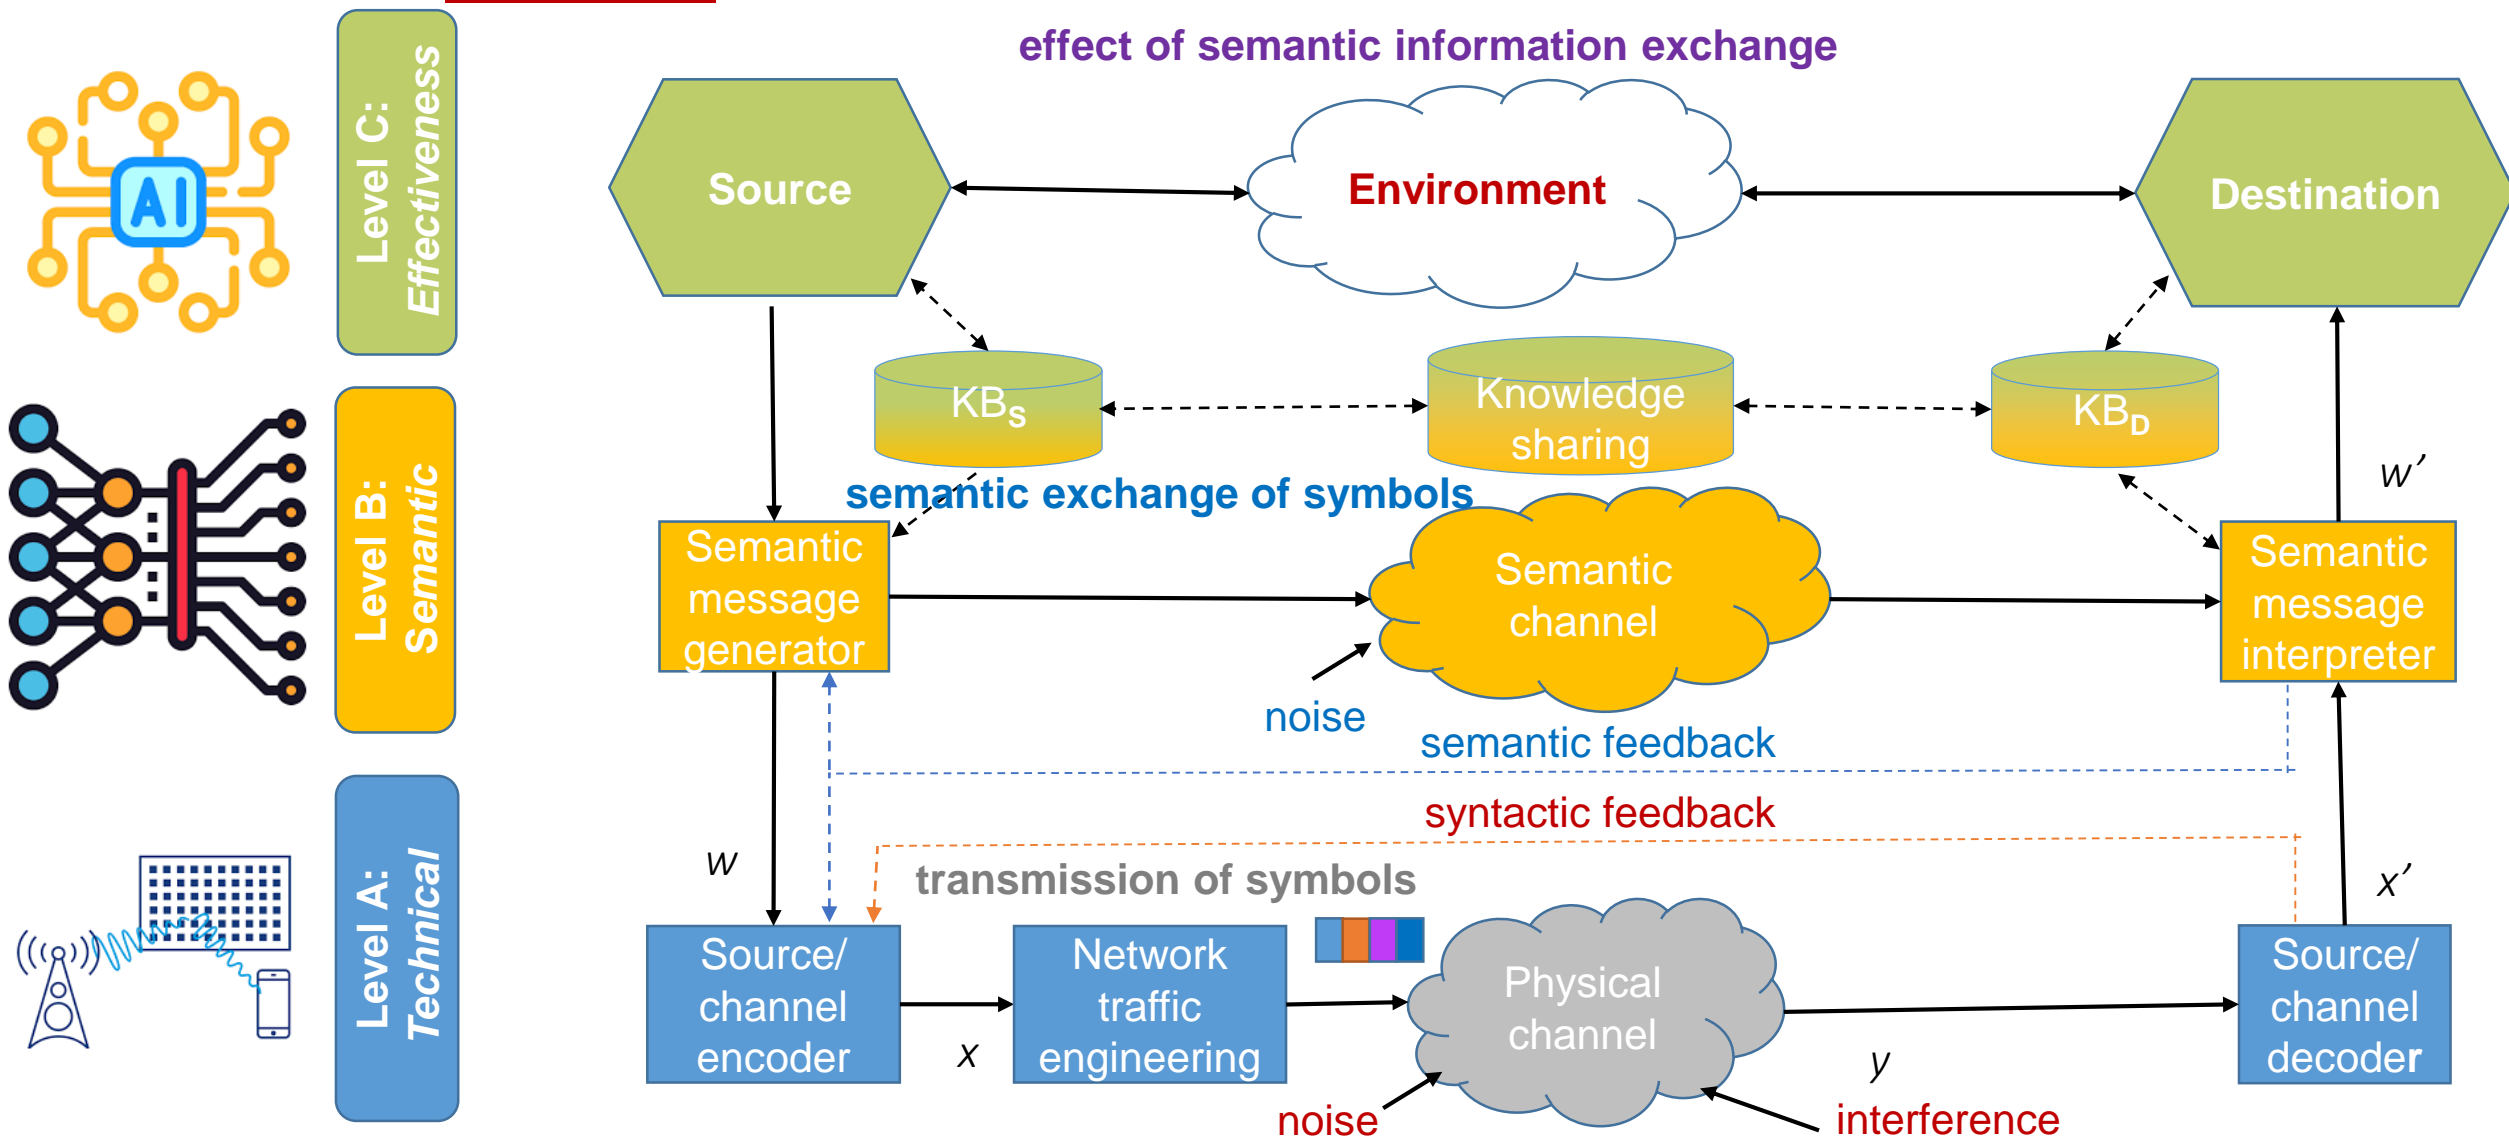 effect of semantic information exchange
Level C:
Effectiveness
AI
Source
Environment
Destination
KBS
Knowledge
sharing
KBD
w'
Level B:
Semantic
semantic exchange of symbols
Semantic
message
generator
Semantic
channel
Semantic
message
interpreter
noise
semantic feedback
syntactic feedback
w
transmission of symbols
x'
Level A:
Technical
Source/
channel
encoder
x
Network
traffic
engineering
Physical
channel
y
Source/
channel
decoder
noise
interference